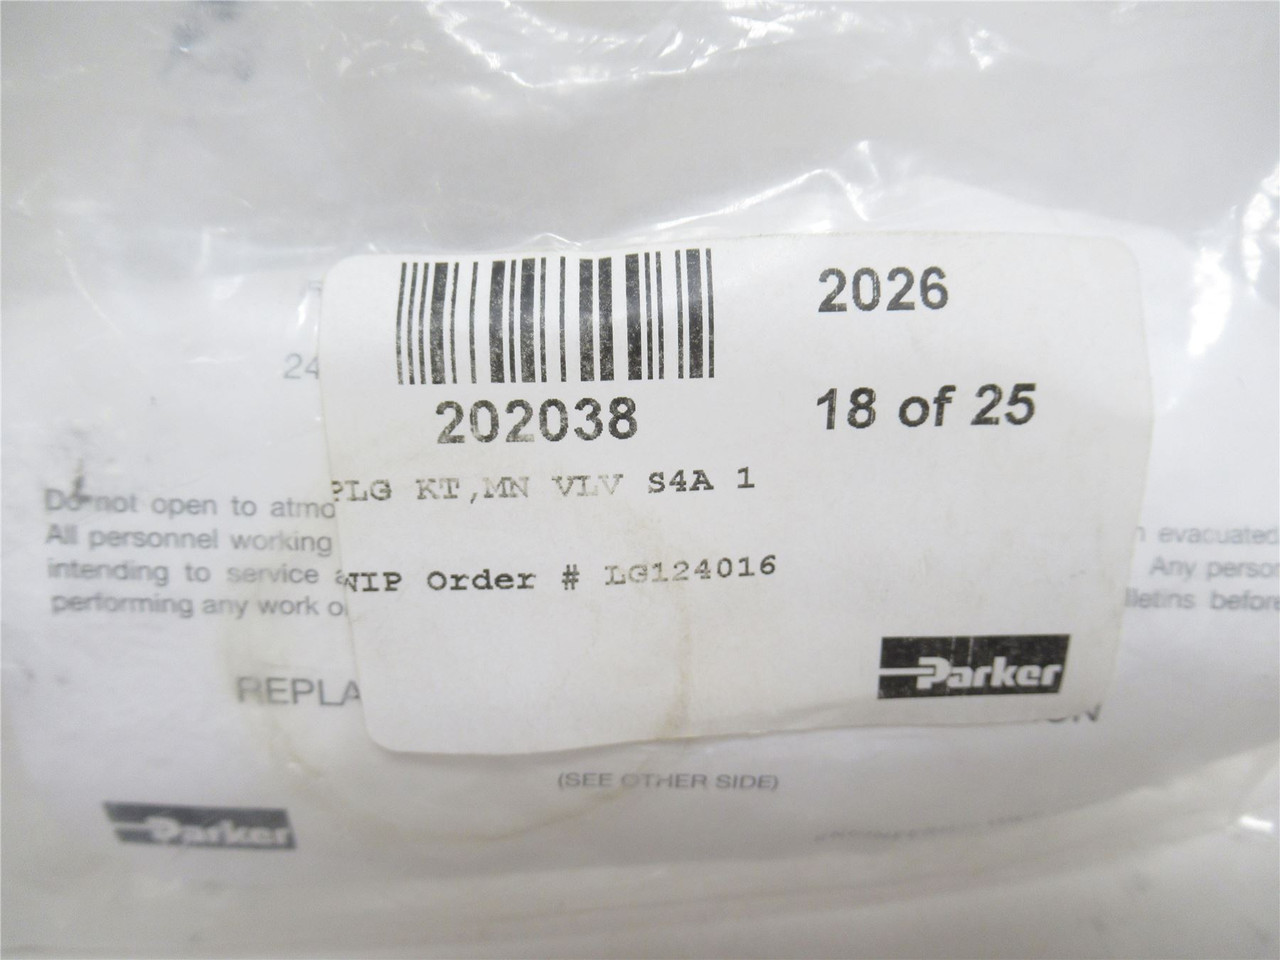 2026
202038
18 of 25
PLG KT,MN VLV S4A 1
WIP Order # LG124016
Parker
24
Do not open to atmo
All personnel working
evacuated
intending to service
Any person
performing any work o
lletins before
REPLA
ON
(SEE OTHER SIDE)
Parker